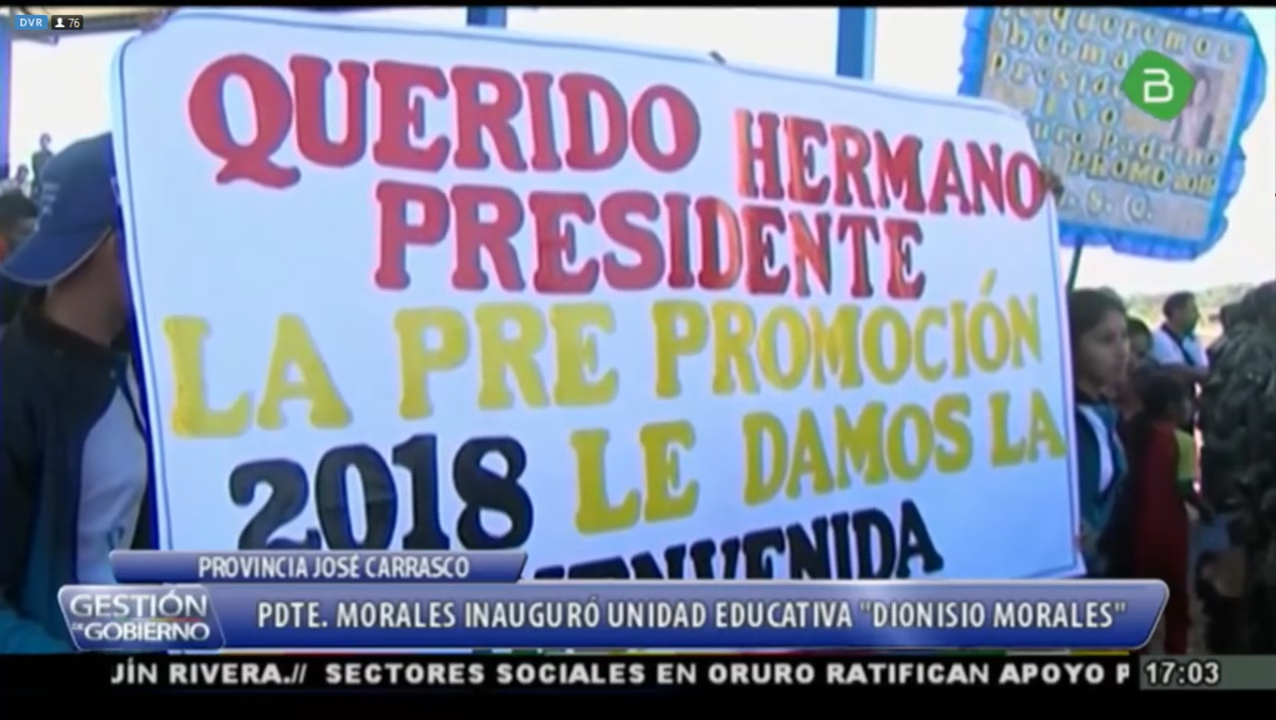 DVR 76
QUERIDO HERMANO
PRESIDENTE
LA PRE PROMOCIÓN
2018 LE DAMOS LA
B
PROMO
PROVINCIA JOSÉ CARRASCO
GESTIÓN
DE GOBIERNO
PDTE. MORALES INAUGURÓ UNIDAD EDUCATIVA "DIONISIO MORALES"
JÍN RIVERA.// SECTORES SOCIALES EN ORURO RATIFICAN APOYO P
17:03